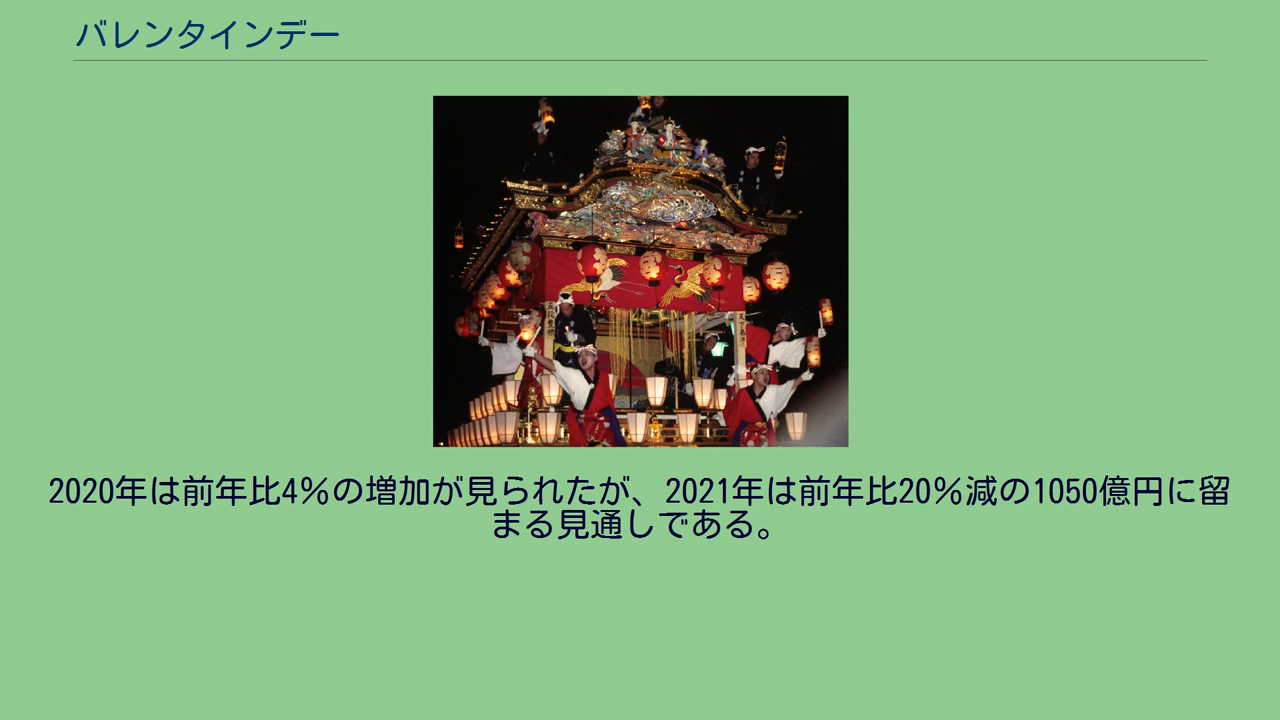 バレンタインデー
2020年は前年比4％の増加が見られたが、2021年は前年比20％減の1050億円に留
まる見通しである。